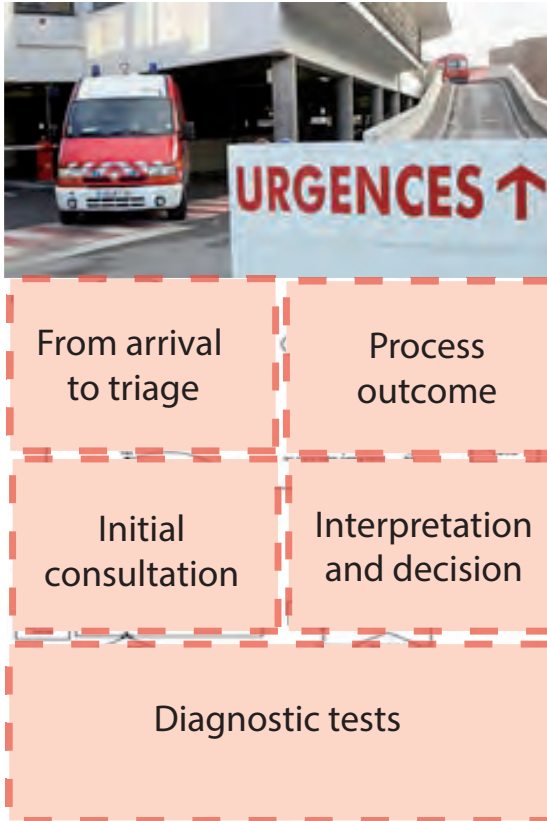 URGENCES
From arrival
to triage
Process
outcome
Initial
consultation
Interpretation
and decision
Diagnostic tests